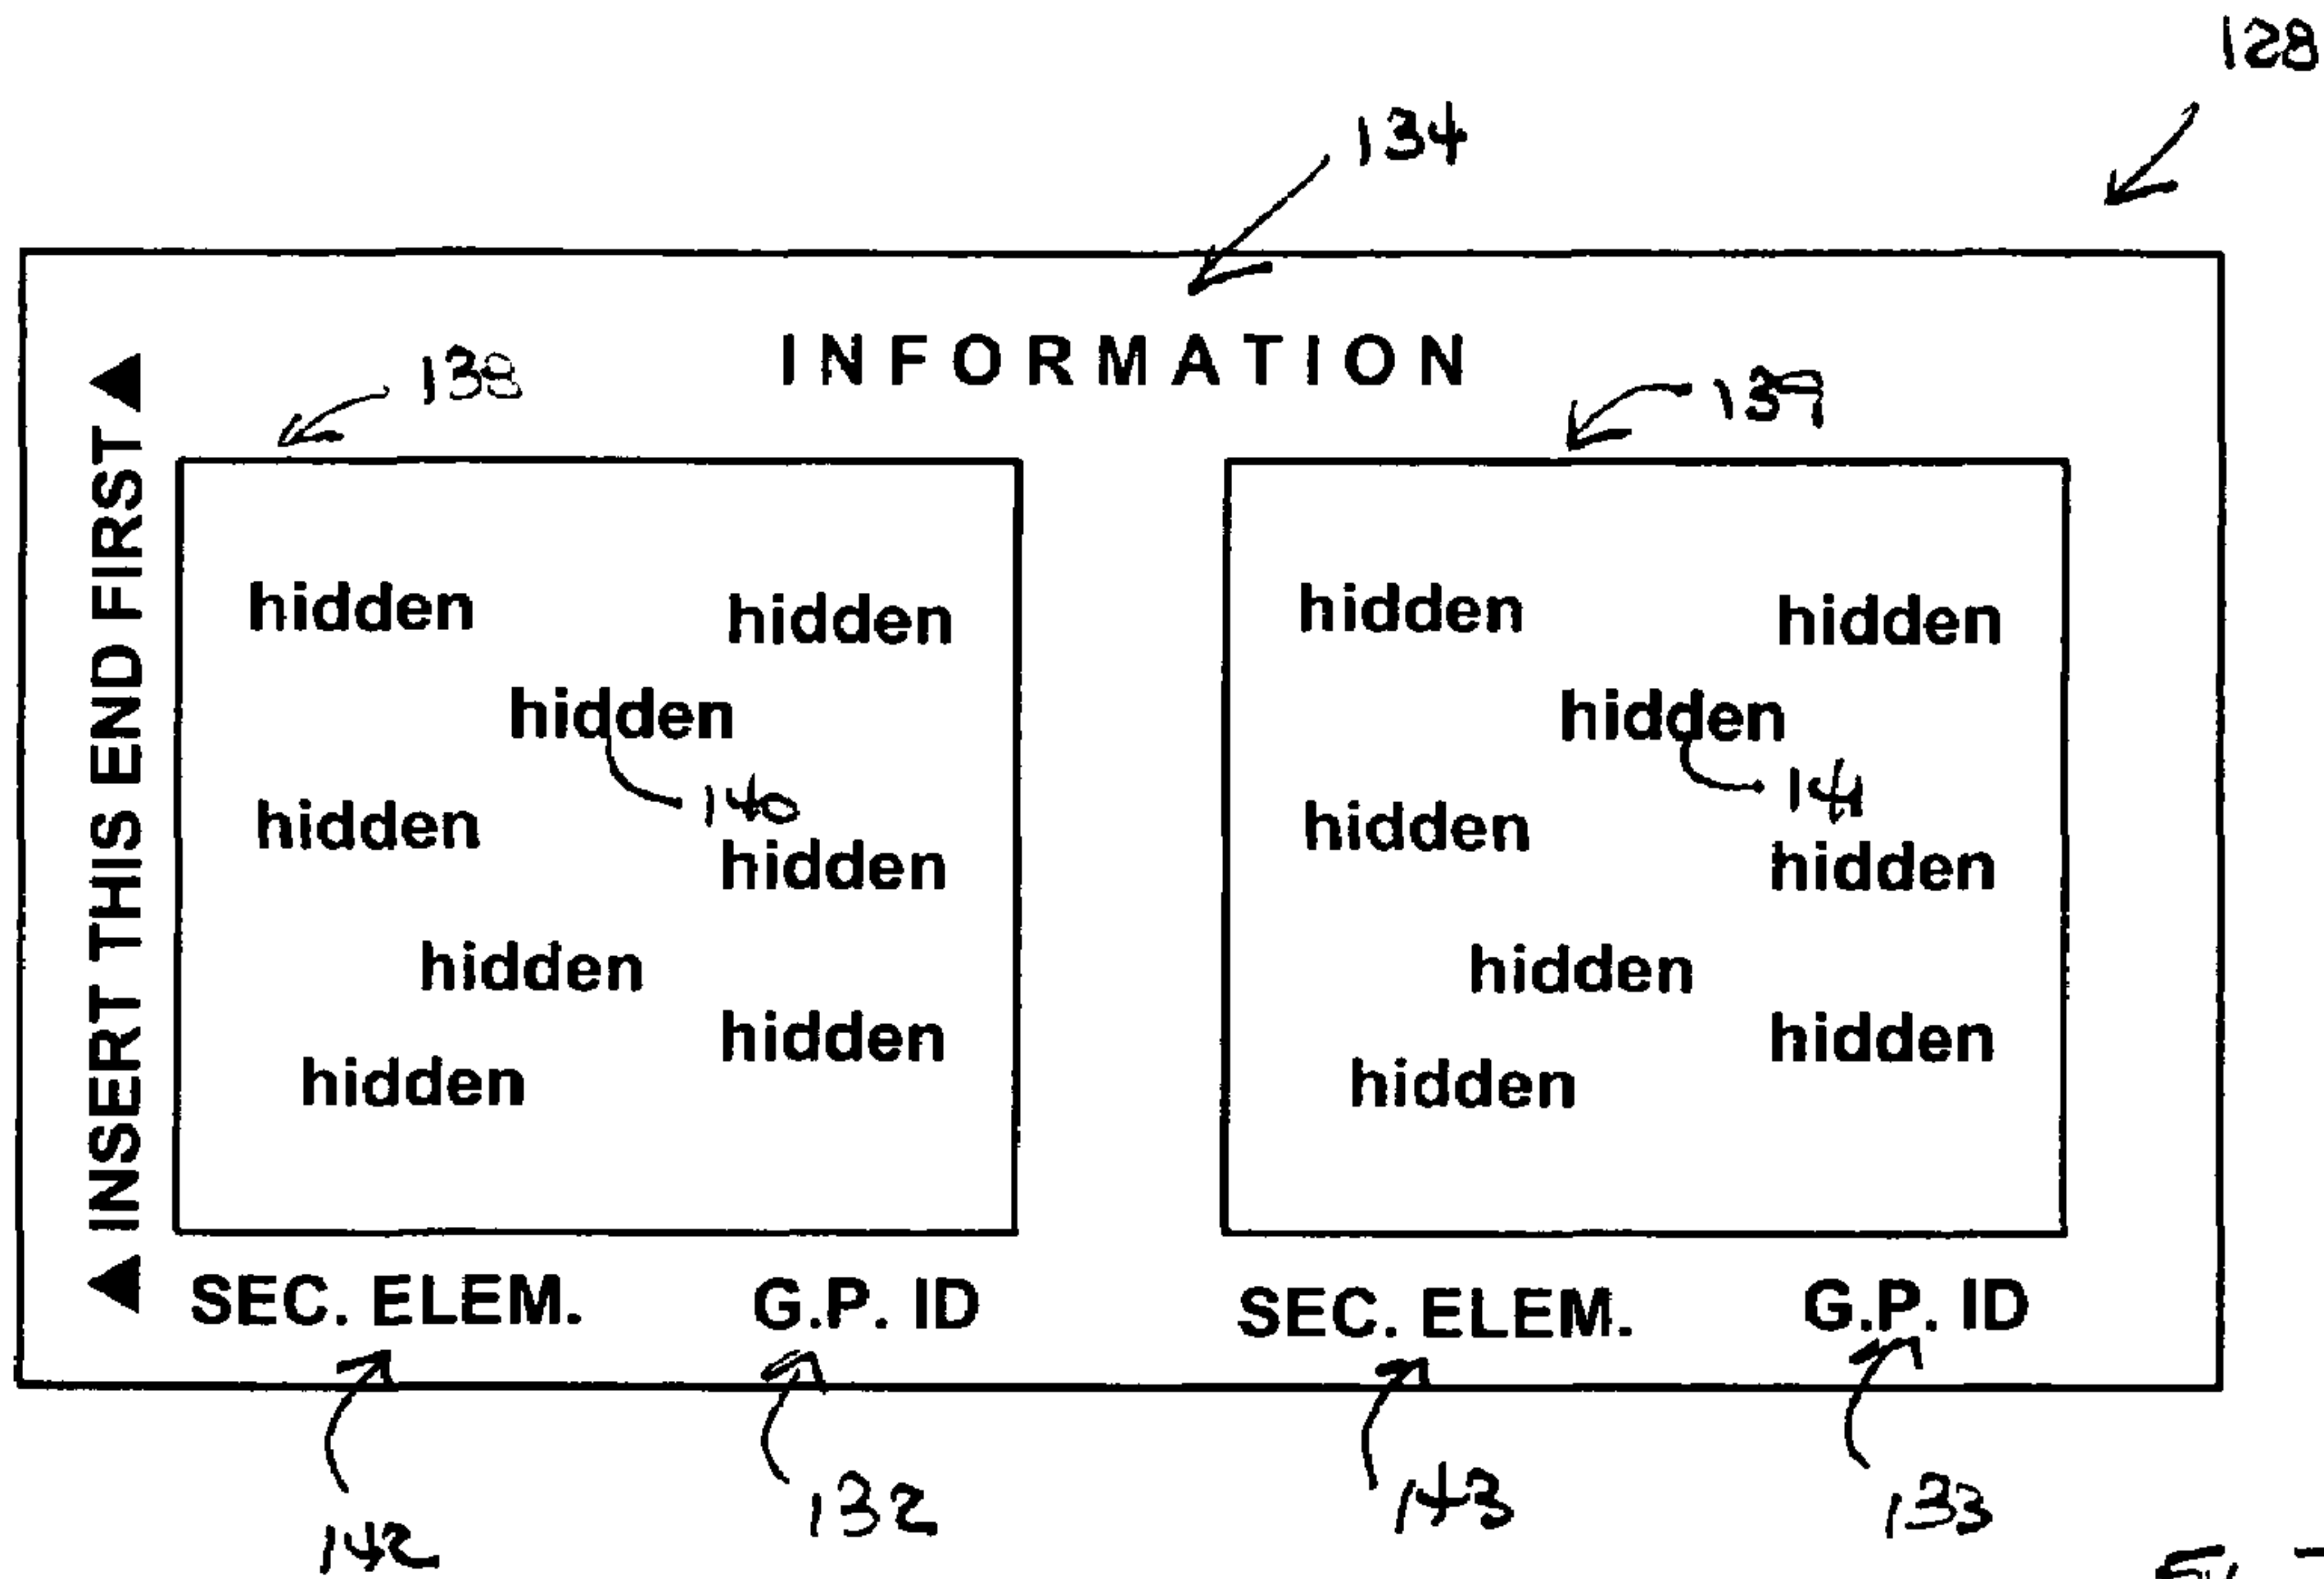 128
134
INFORMATION
138
139
INSERT THIS END FIRST
hidden hidden
hidden
140
hidden
hidden
hidden
hidden
hidden
hidden hidden
hidden
141
hidden
hidden
hidden
hidden
hidden
SEC. ELEM. G.P. ID SEC. ELEM. G.P. ID
142 132 143 133